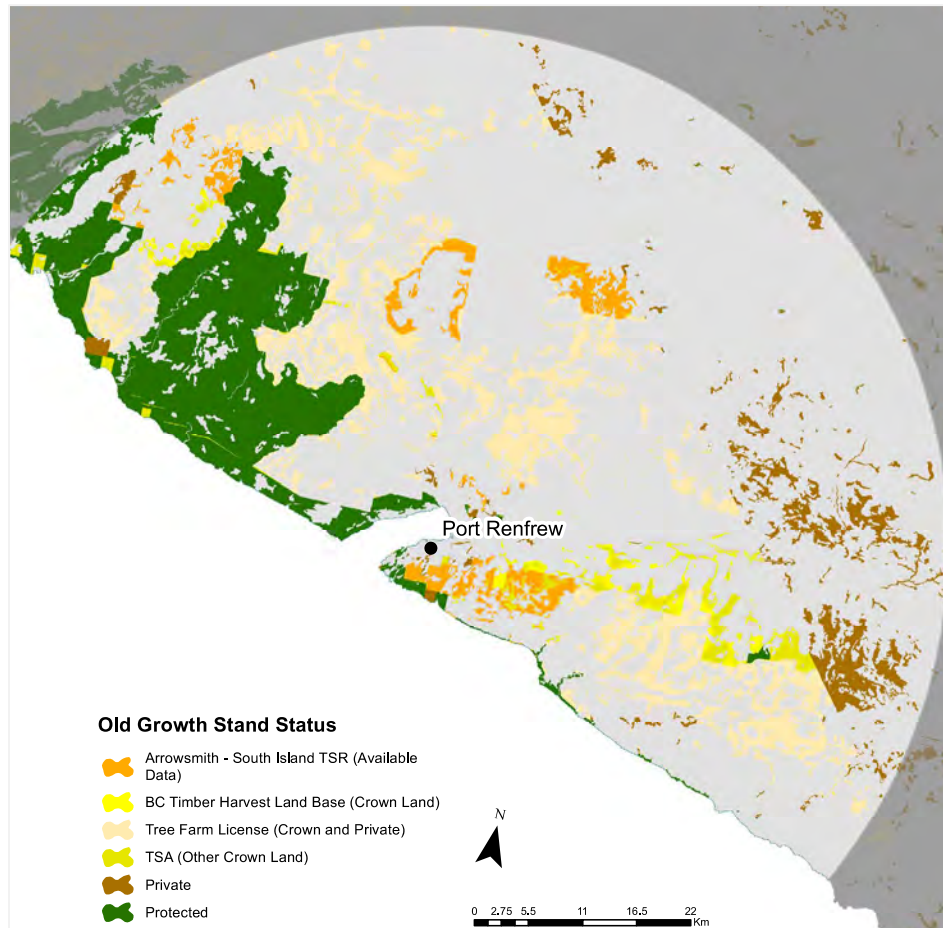 Port Renfrew
Old Growth Stand Status
Arrowsmith - South Island TSR (Available
Data)
BC Timber Harvest Land Base (Crown Land)
Tree Farm License (Crown and Private)
TSA (Other Crown Land)
Private
Protected
N
0 2.75 5.5 11 16.5 22
Km